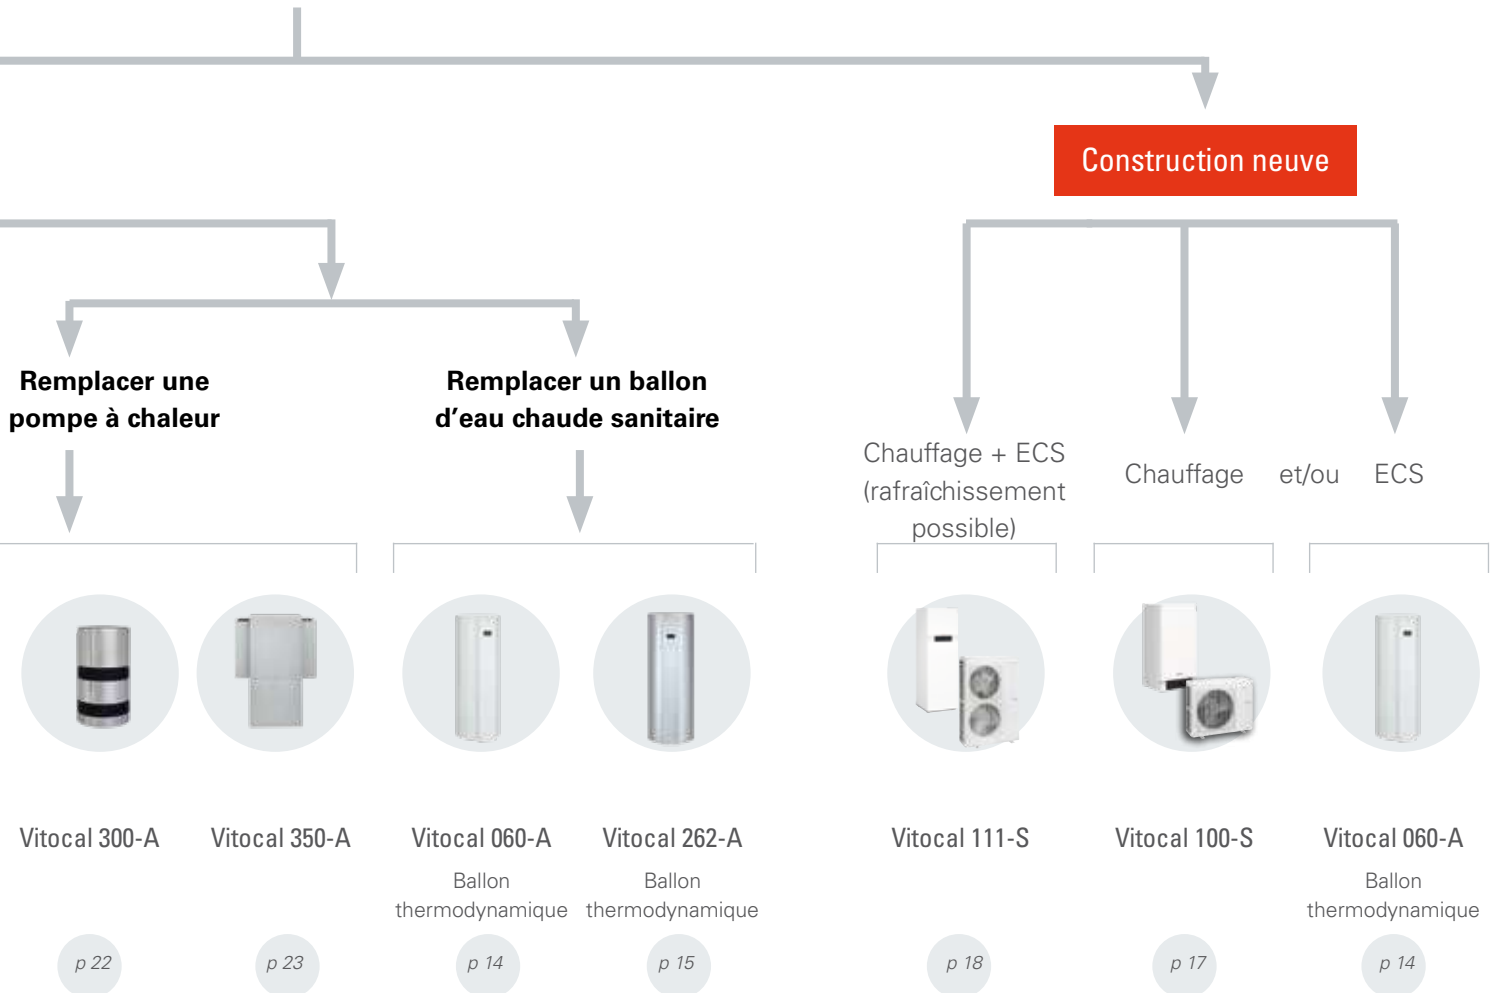 Construction neuve
Remplacer une
pompe à chaleur
Remplacer un ballon
d’eau chaude sanitaire
Chauffage + ECS
(rafraîchissement
possible)
Chauffage et/ou ECS
Vitocal 300-A
p 22
Vitocal 350-A
p 23
Vitocal 060-A
Ballon
thermodynamique
p 14
Vitocal 262-A
Ballon
thermodynamique
p 15
Vitocal 111-S
p 18
Vitocal 100-S
p 17
Vitocal 060-A
Ballon
thermodynamique
p 14